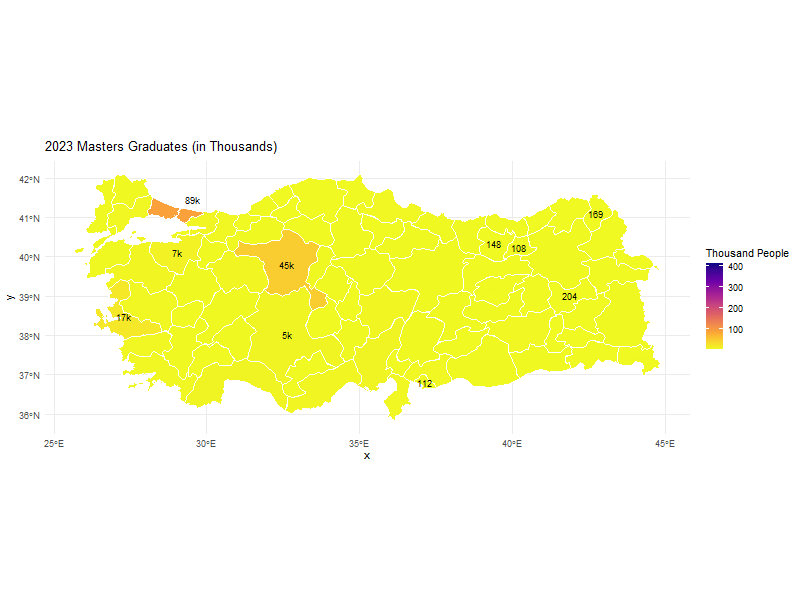 2023 Masters Graduates (in Thousands)
42°N
41°N
40°N
39°N
38°N
37°N
36°N
y
89k
169
148
108
7k
45k
204
17k
5k
112
25°E
30°E
35°E
40°E
45°E
x
Thousand People
400
300
200
100